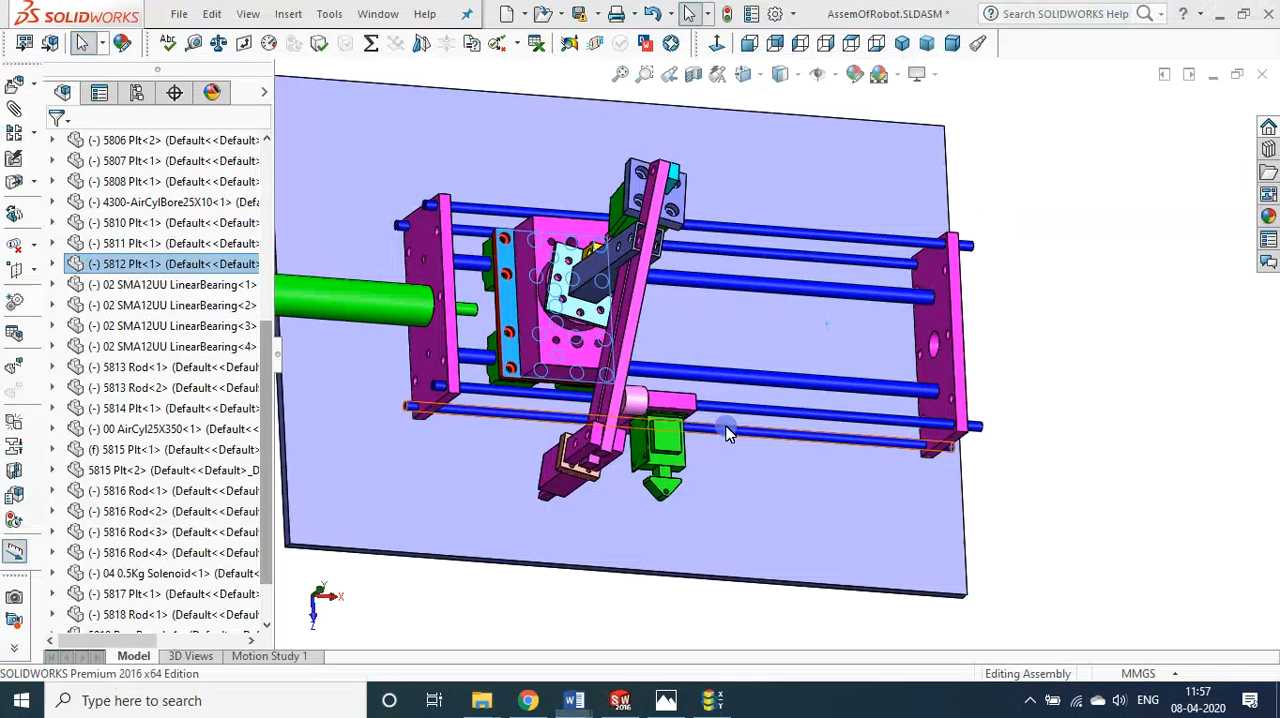 SOLIDWORKS File Edit View Insert Tools Window Help AssemOfRobot.SLDASM * Search SOLIDWORKS Help
(-) 5806 Plt<2> (Default<<Default>
(-) 5807 Plt<1> (Default<<Default>
(-) 5808 Plt<1> (Default<<Default>
(-) 4300-AirCylBore25X10<1> (Defa
(-) 5810 Plt<1> (Default<<Default>
(-) 5811 Plt<1> (Default<<Default>
(-) 5812 Plt<1> (Default<<Default>
(-) 02 SMA12UU LinearBearing<1>
(-) 02 SMA12UU LinearBearing<2>
(-) 02 SMA12UU LinearBearing<3>
(-) 02 SMA12UU LinearBearing<4>
(-) 5813 Rod<1> (Default<<Defaul
(-) 5813 Rod<2> (Default<<Defaul
(-) 5814 Plt<1> (Default<<Default>
(-) 00 AirCyl25X350<1> (Default<<
(f) 5815 Plt<1> (Default<<Default>
5815 Plt<2> (Default<<Default>_D
(-) 5816 Rod<1> (Default<<Defaul
(-) 5816 Rod<2> (Default<<Defaul
(-) 5816 Rod<3> (Default<<Defaul
(-) 5816 Rod<4> (Default<<Defaul
(-) 04 0.5Kg Solenoid<1> (Default<
(-) 5817 Plt<1> (Default<<Default>
(-) 5818 Rod<1> (Default<<Defaul
Y
X
Z
Model 3D Views Motion Study 1
SOLIDWORKS Premium 2016 x64 Edition Editing Assembly MMGS
Type here to search ENG 11:57
08-04-2020